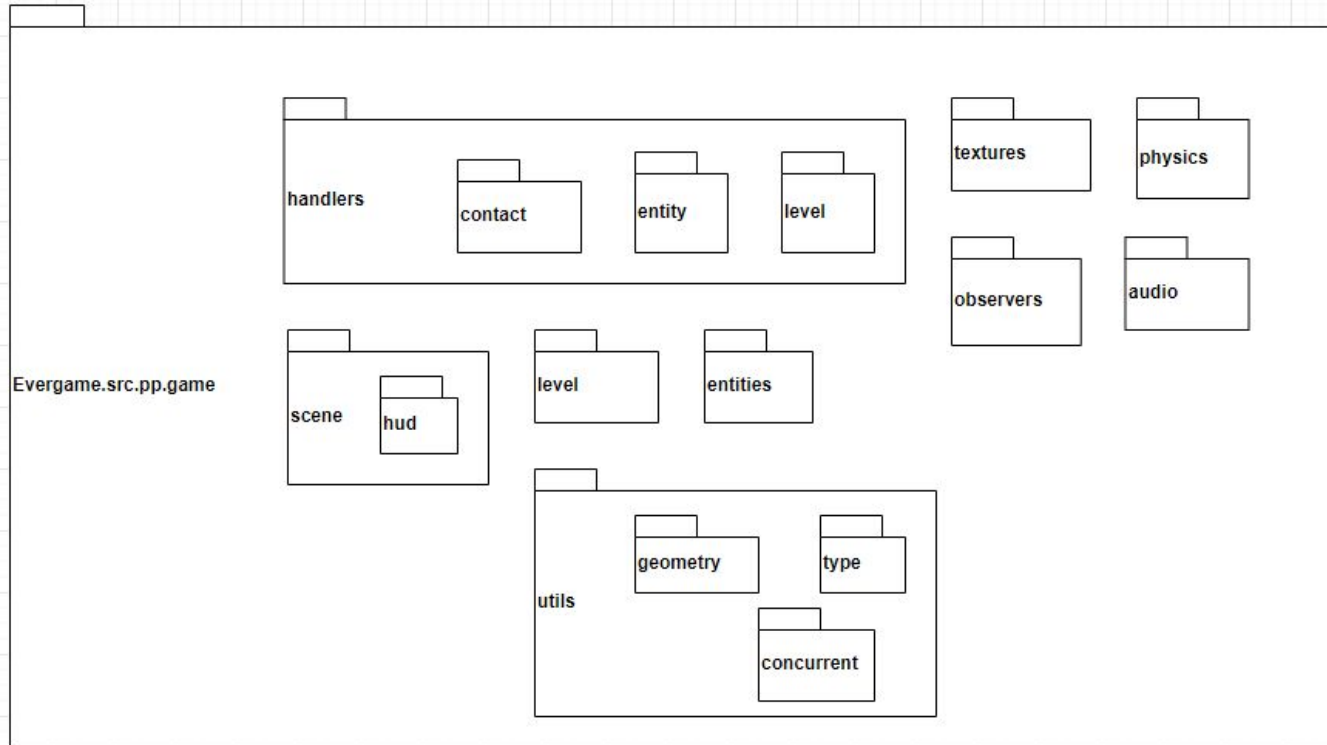 textures
physics
handlers
contact
entity
level
observers
audio
Evergame.src.pp.game
scene
hud
level
entities
utils
geometry
type
concurrent